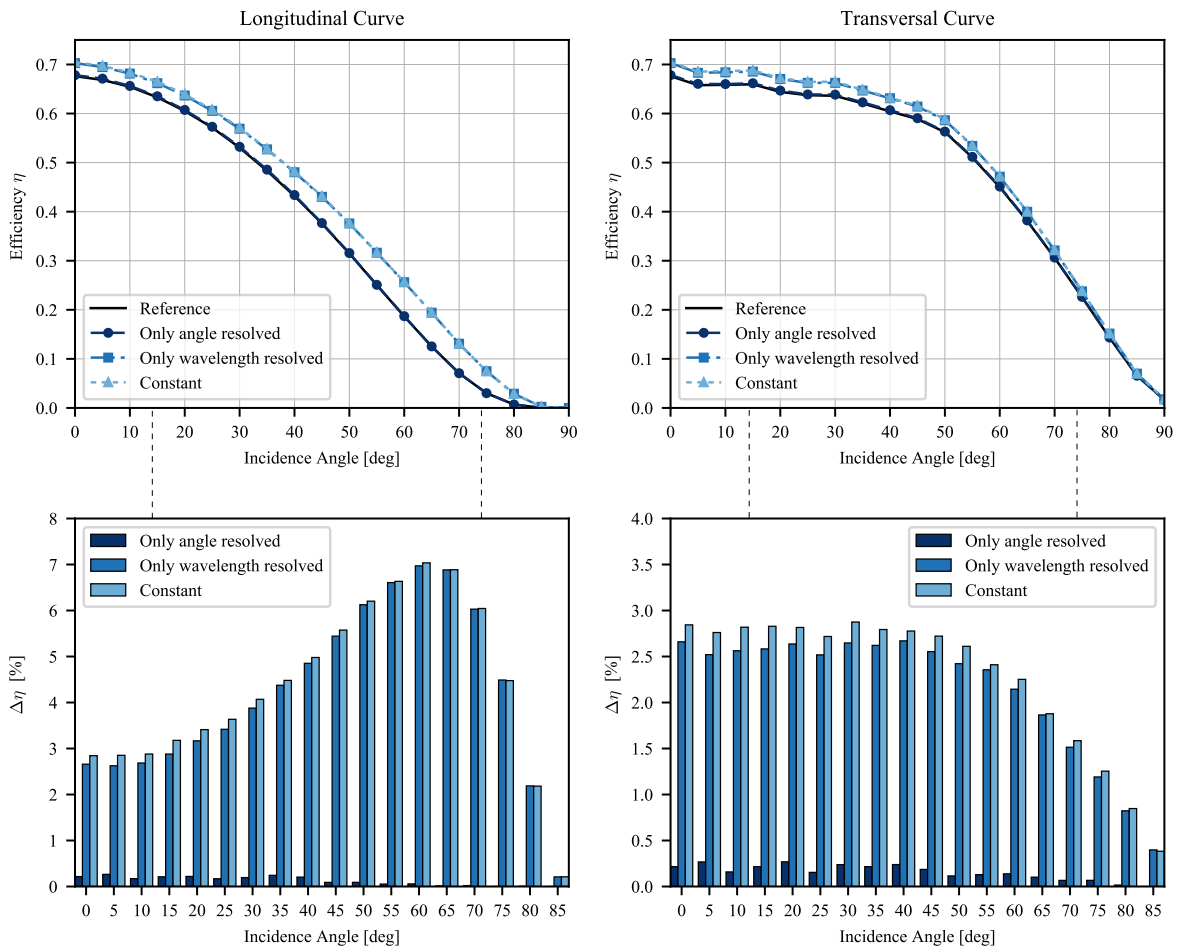 Longitudinal Curve
Efficiency η
0.7
0.6
0.5
0.4
0.3
0.2
0.1
0.0
Reference
Only angle resolved
Only wavelength resolved
Constant
0 10 20 30 40 50 60 70 80 90
Incidence Angle [deg]
Transversal Curve
Efficiency η
0.7
0.6
0.5
0.4
0.3
0.2
0.1
0.0
Reference
Only angle resolved
Only wavelength resolved
Constant
0 10 20 30 40 50 60 70 80 90
Incidence Angle [deg]
Δη [%]
8
7
6
5
4
3
2
1
0
Only angle resolved
Only wavelength resolved
Constant
0 5 10 15 20 25 30 35 40 45 50 55 60 65 70 75 80 85
Incidence Angle [deg]
Δη [%]
4.0
3.5
3.0
2.5
2.0
1.5
1.0
0.5
0.0
Only angle resolved
Only wavelength resolved
Constant
0 5 10 15 20 25 30 35 40 45 50 55 60 65 70 75 80 85
Incidence Angle [deg]